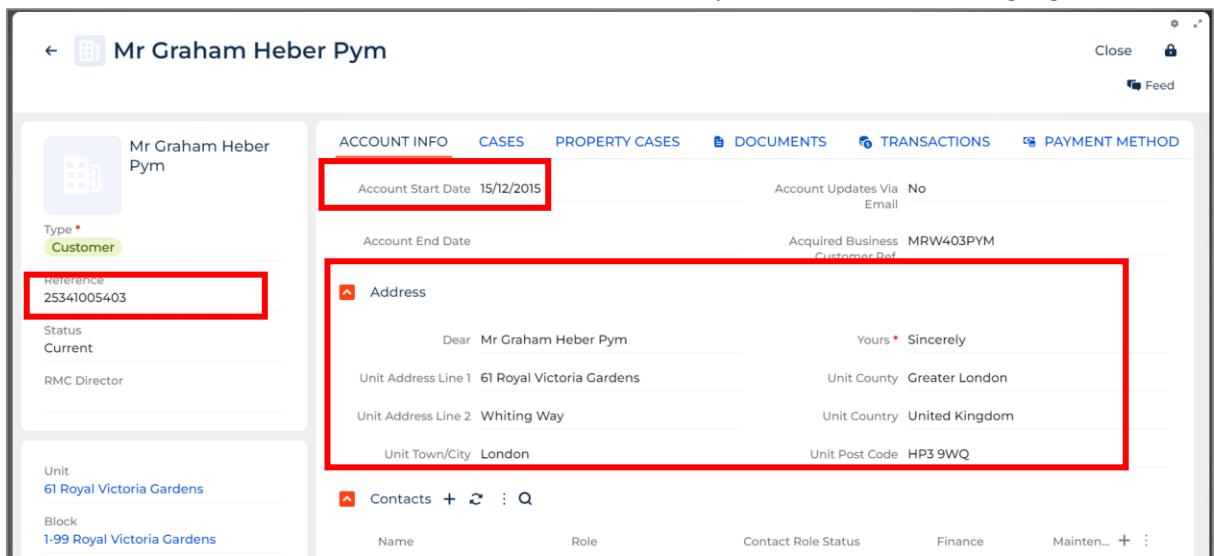 Mr Graham Heber Pym
Close
Feed
Mr Graham Heber
Pym
Type *
Customer
Reference
25341005403
Status
Current
RMC Director
Unit
61 Royal Victoria Gardens
Block
1-99 Royal Victoria Gardens
ACCOUNT INFO CASES PROPERTY CASES DOCUMENTS TRANSACTIONS PAYMENT METHOD
Account Start Date 15/12/2015 Account Updates Via No
Email
Account End Date Acquired Business MRW403PYM
Customer Ref
Address
Dear Mr Graham Heber Pym Yours * Sincerely
Unit Address Line 1 61 Royal Victoria Gardens Unit County Greater London
Unit Address Line 2 Whiting Way Unit Country United Kingdom
Unit Town/City London Unit Post Code HP3 9WQ
Contacts
Name Role Contact Role Status Finance Mainten...